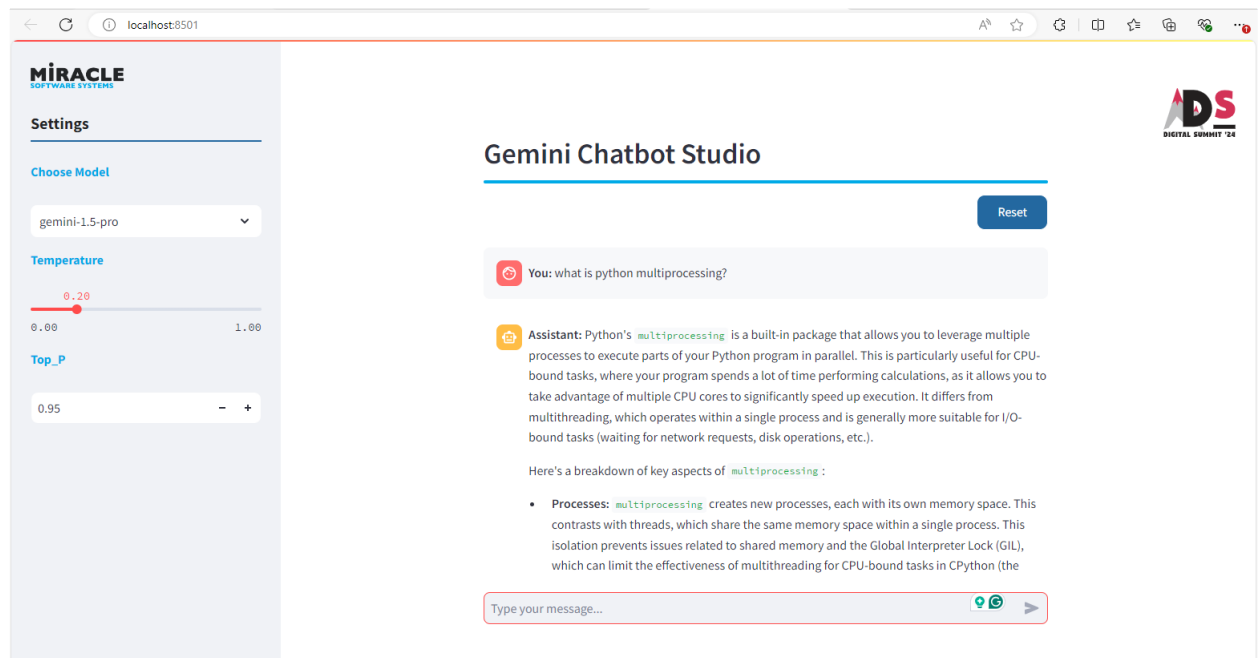 localhost:8501
MIRACLE
SOFTWARE SYSTEMS
Settings
Choose Model
gemini-1.5-pro
Temperature
0.20
0.00 1.00
Top_P
0.95 - +
ADS
DIGITAL SUMMIT '24
Gemini Chatbot Studio
Reset
You: what is python multiprocessing?
Assistant: Python's multiprocessing is a built-in package that allows you to leverage multiple
processes to execute parts of your Python program in parallel. This is particularly useful for CPU-
bound tasks, where your program spends a lot of time performing calculations, as it allows you to
take advantage of multiple CPU cores to significantly speed up execution. It differs from
multithreading, which operates within a single process and is generally more suitable for I/O-
bound tasks (waiting for network requests, disk operations, etc.).
Here's a breakdown of key aspects of multiprocessing :
• Processes: multiprocessing creates new processes, each with its own memory space. This
contrasts with threads, which share the same memory space within a single process. This
isolation prevents issues related to shared memory and the Global Interpreter Lock (GIL),
which can limit the effectiveness of multithreading for CPU-bound tasks in CPython (the
Type your message...